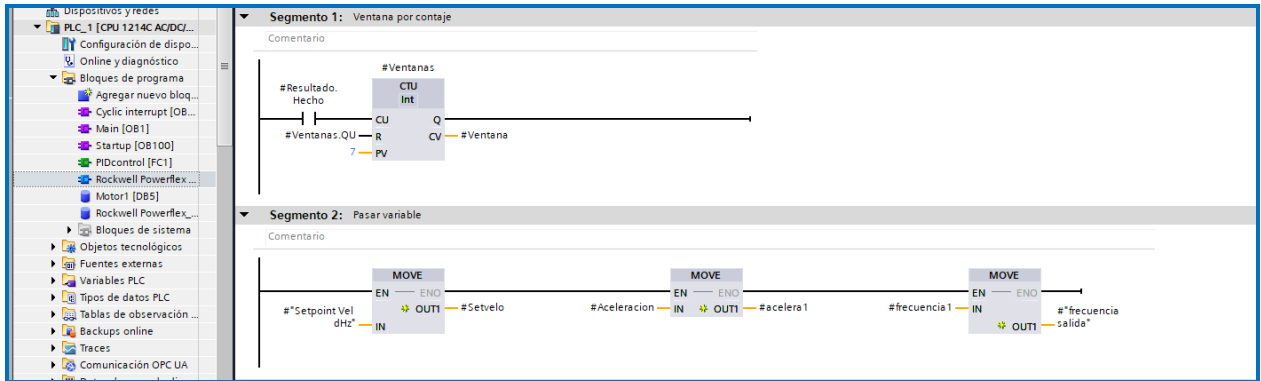 Dispositivos y redes
PLC_1 [CPU 1214C AC/DC/...
Configuración de dispo...
Online y diagnóstico
Bloques de programa
Agregar nuevo bloq...
Cyclic interrupt [OB...
Main [OB1]
Startup [OB100]
PIDcontrol [FC1]
Rockwell Powerflex ...
Motor1 [DB5]
Rockwell Powerflex_...
Bloques de sistema
Objetos tecnológicos
Fuentes externas
Variables PLC
Tipos de datos PLC
Tablas de observación ...
Backups online
Traces
Comunicación OPC UA
Segmento 1: Ventana por contaje
Comentario
#Ventanas
CTU
Int
#Resultado.
Hecho
CU Q
#Ventanas.QU R CV #Ventana
7 PV
Segmento 2: Pasar variable
Comentario
MOVE MOVE MOVE
EN ENO EN ENO EN ENO
#"Setpoint Vel
dHz" IN OUT1 #Setvelo
#Aceleracion IN OUT1 #acelera1
#frecuencia1 IN OUT1 #"frecuencia
salida"